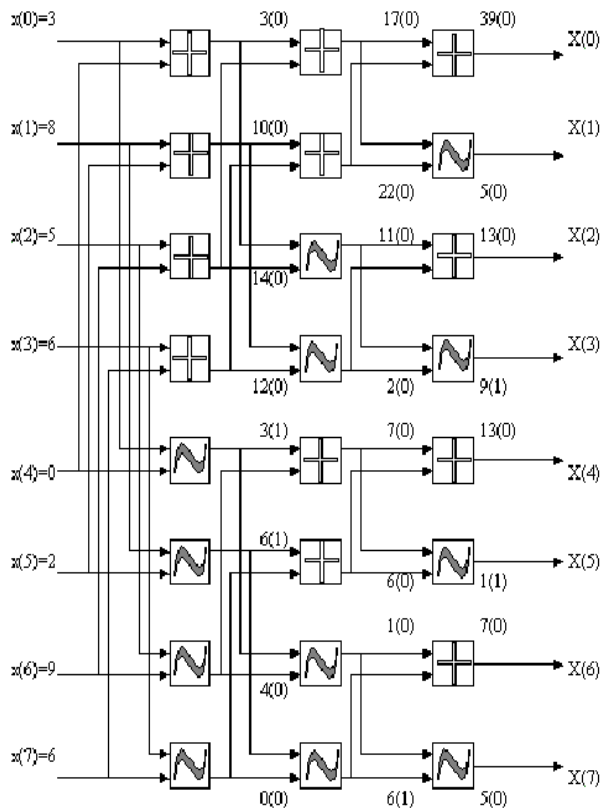 x(0)=3 3(0) 17(0) 39(0) X(0)
x(1)=8 10(0) X(1)
22(0) 5(0)
x(2)=5 11(0) 13(0) X(2)
14(0)
x(3)=6 X(3)
12(0) 2(0) 9(1)
3(1) 7(0) 13(0)
x(4)=0 X(4)
6(1)
x(5)=2 6(0) 1(1) X(5)
1(0) 7(0)
x(6)=9 4(0) X(6)
x(7)=6 X(7)
0(0) 6(1) 5(0)